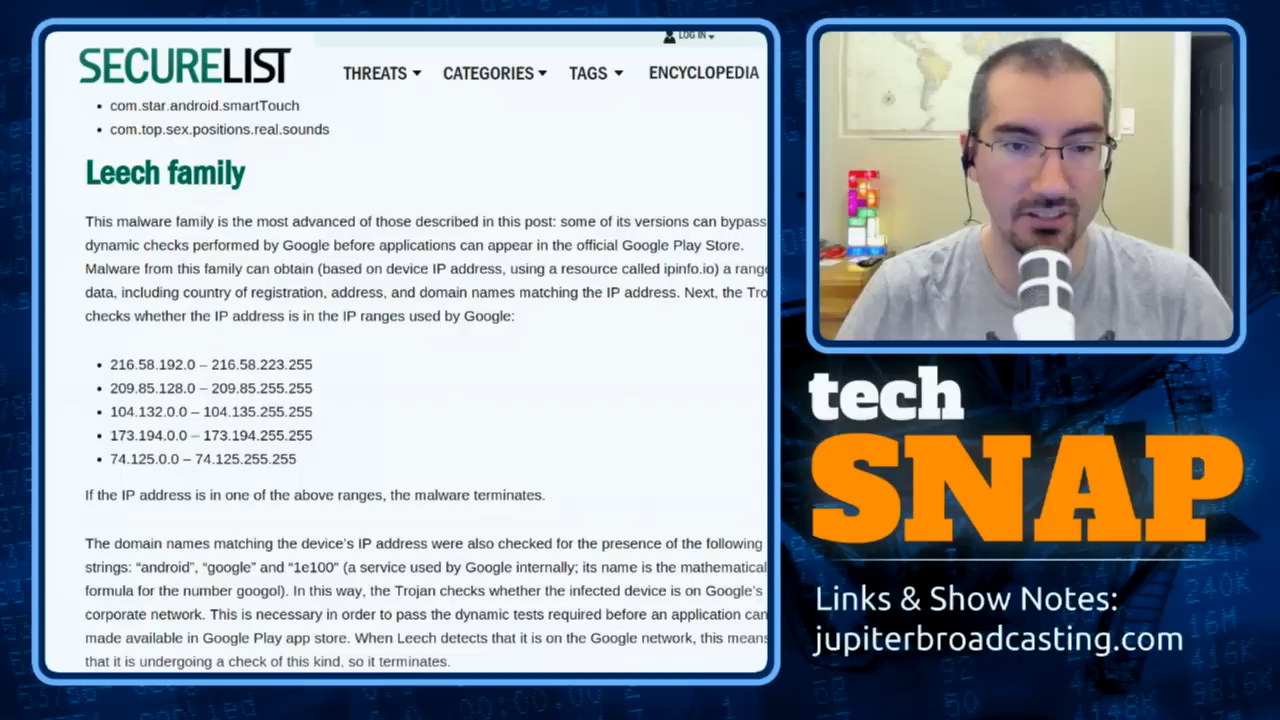 LOG IN
SECURELIST
THREATS
CATEGORIES
TAGS
ENCYCLOPEDIA
com.star.android.smartTouch
com.top.sex.positions.real.sounds
Leech family
This malware family is the most advanced of those described in this post: some of its versions can bypass
dynamic checks performed by Google before applications can appear in the official Google Play Store.
Malware from this family can obtain (based on device IP address, using a resource called ipinfo.io) a range
data, including country of registration, address, and domain names matching the IP address. Next, the Tro
checks whether the IP address is in the IP ranges used by Google:
216.58.192.0 – 216.58.223.255
209.85.128.0 – 209.85.255.255
104.132.0.0 – 104.135.255.255
173.194.0.0 – 173.194.255.255
74.125.0.0 – 74.125.255.255
If the IP address is in one of the above ranges, the malware terminates.
The domain names matching the device's IP address were also checked for the presence of the following
strings: “android”, “google” and “1e100” (a service used by Google internally; its name is the mathematical
formula for the number googol). In this way, the Trojan checks whether the infected device is on Google's
corporate network. This is necessary in order to pass the dynamic tests required before an application can
made available in Google Play app store. When Leech detects that it is on the Google network, this means
that it is undergoing a check of this kind, so it terminates.
tech
SNAP
Links & Show Notes:
jupiterbroadcasting.com